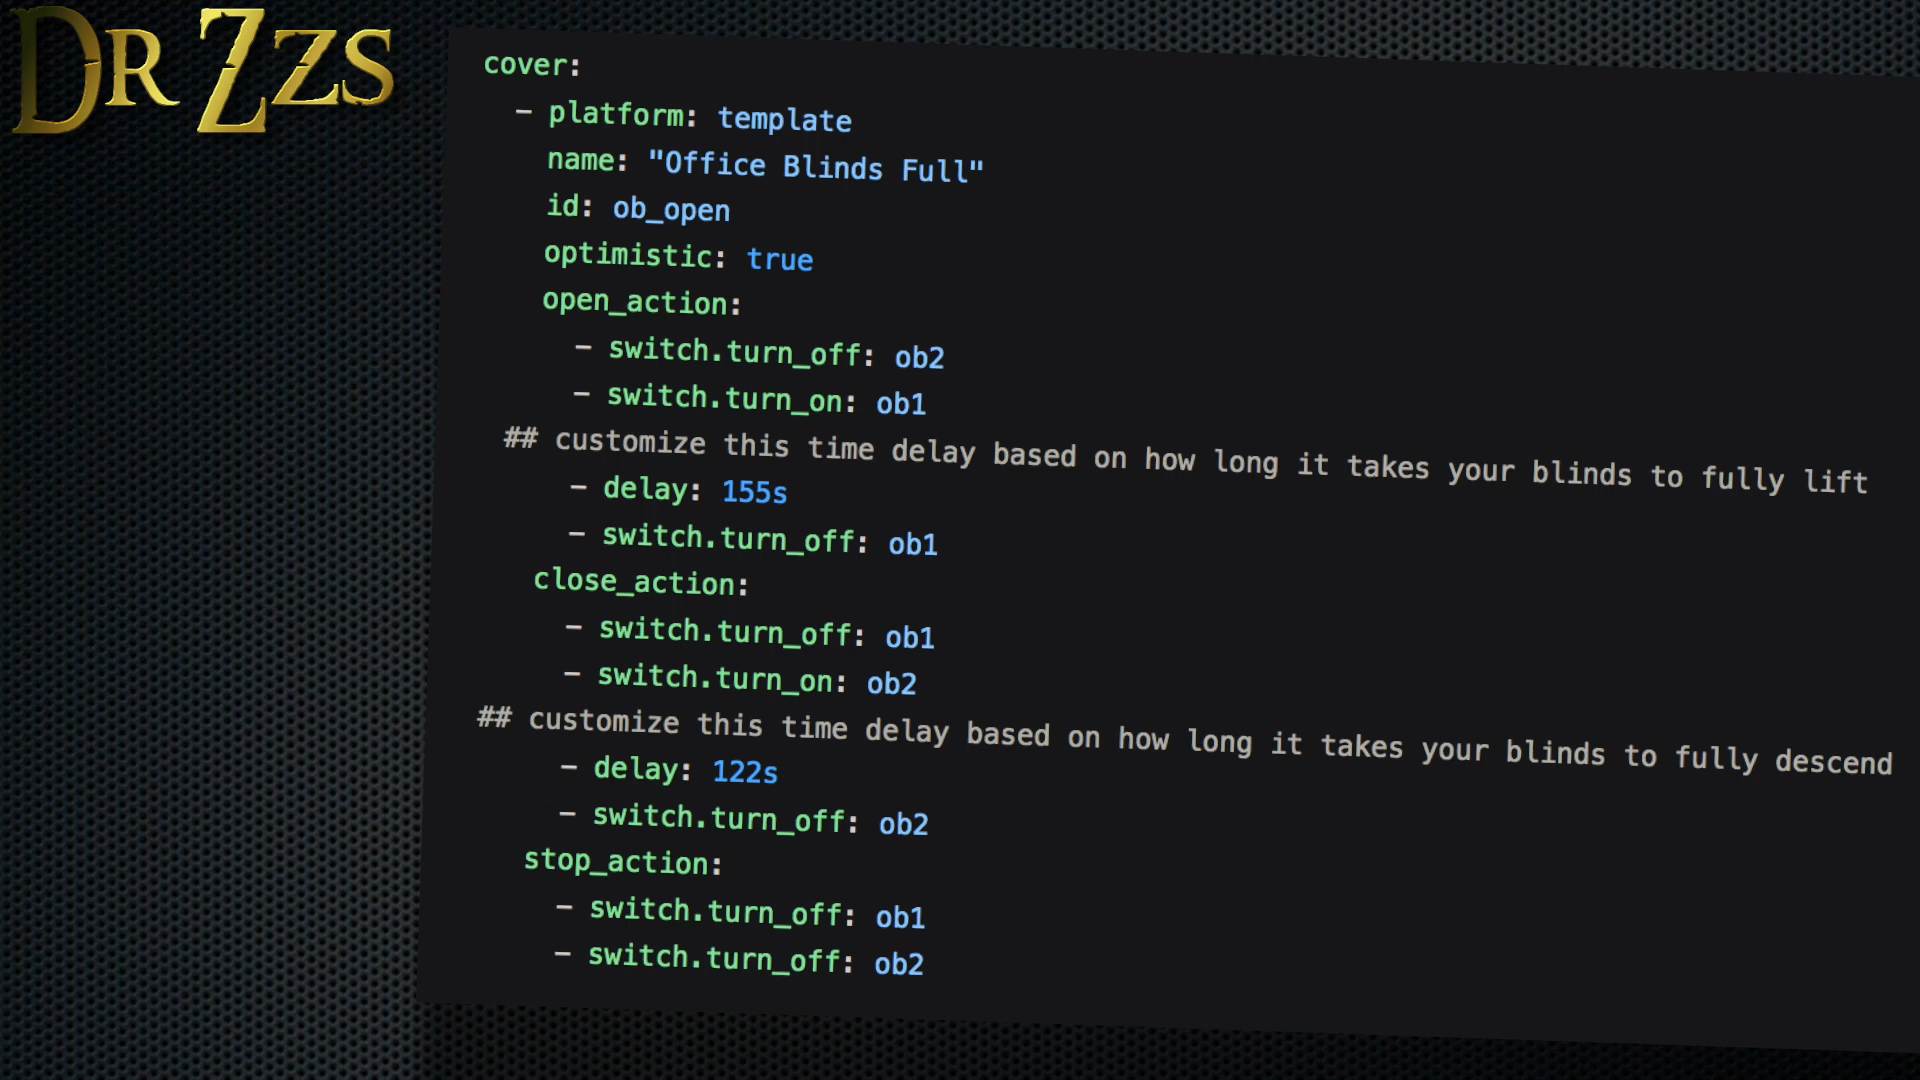 DR ZZS
cover:
  - platform: template
    name: "Office Blinds Full"
    id: ob_open
    optimistic: true
    open_action:
      - switch.turn_off: ob2
      - switch.turn_on: ob1
  ## customize this time delay based on how long it takes your blinds to fully lift
      - delay: 155s
      - switch.turn_off: ob1
    close_action:
      - switch.turn_off: ob1
      - switch.turn_on: ob2
## customize this time delay based on how long it takes your blinds to fully descend
      - delay: 122s
      - switch.turn_off: ob2
    stop_action:
      - switch.turn_off: ob1
      - switch.turn_off: ob2